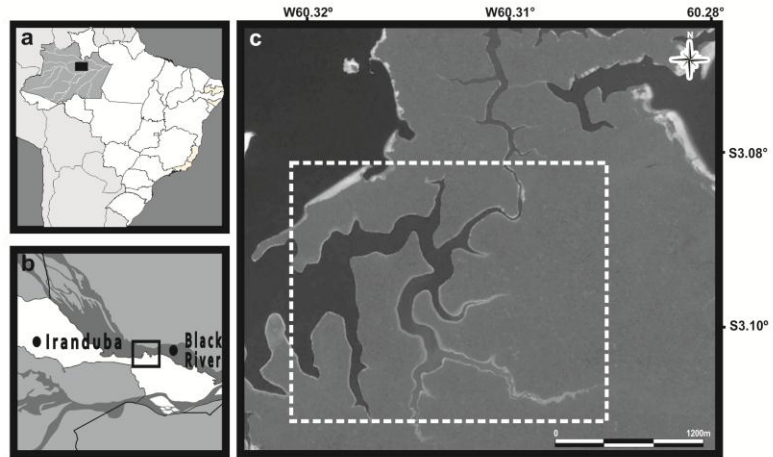 W60.32° W60.31° 60.28°
a
b
Iranduba
Black
River
c
N
S3.08°
S3.10°
0 1200m